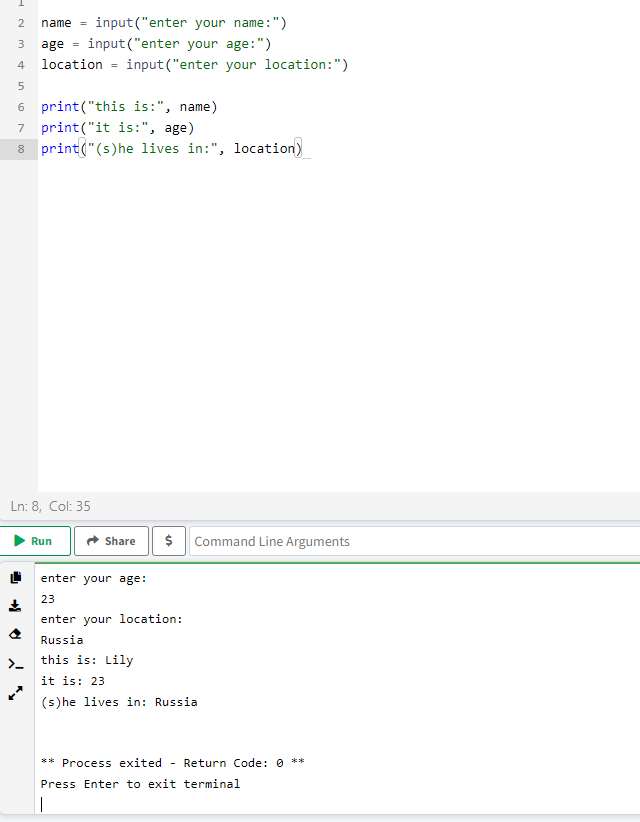 1
2 name = input("enter your name:")
3 age = input("enter your age:")
4 location = input("enter your location:")
5
6 print("this is:", name)
7 print("it is:", age)
8 print("(s)he lives in:", location)
Ln: 8, Col: 35
Run Share $ Command Line Arguments
enter your age:
23
enter your location:
Russia
this is: Lily
it is: 23
(s)he lives in: Russia
** Process exited - Return Code: 0 **
Press Enter to exit terminal